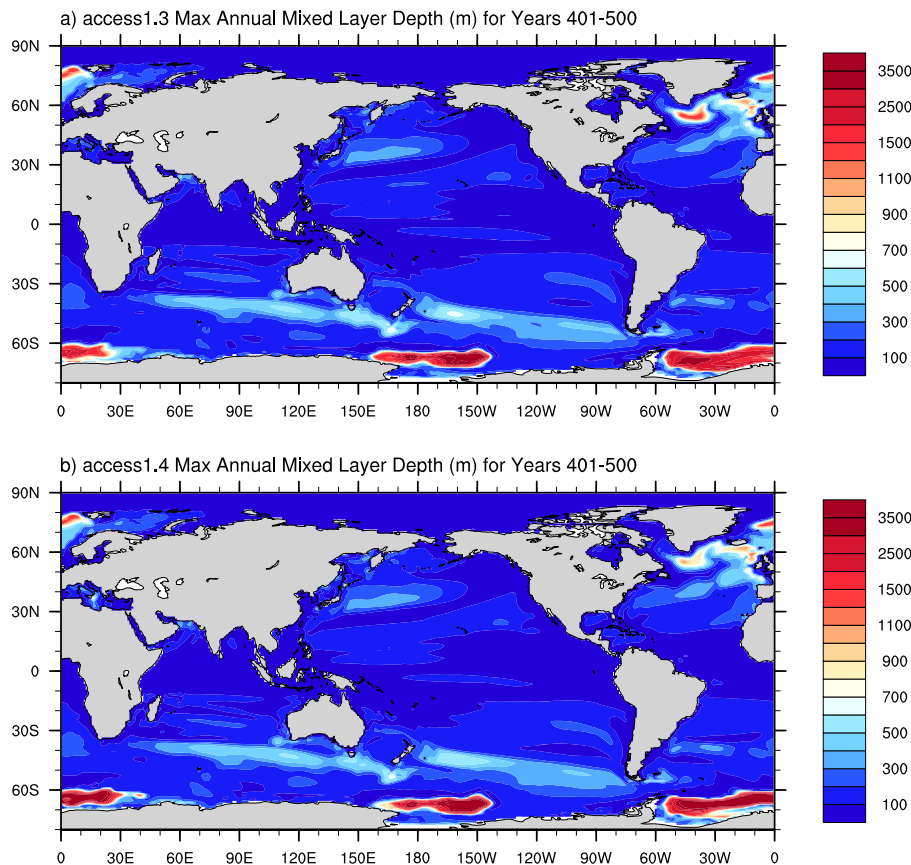 a) access1.3 Max Annual Mixed Layer Depth (m) for Years 401-500
90N
60N
30N
0
30S
60S
0 30E 60E 90E 120E 150E 180 150W 120W 90W 60W 30W 0
3500
2500
1500
900
700
500
300
100
b) access1.4 Max Annual Mixed Layer Depth (m) for Years 401-500
90N
60N
30N
0
30S
60S
0 30E 60E 90E 120E 150E 180 150W 120W 90W 60W 30W 0
3500
2500
1500
900
700
500
300
100